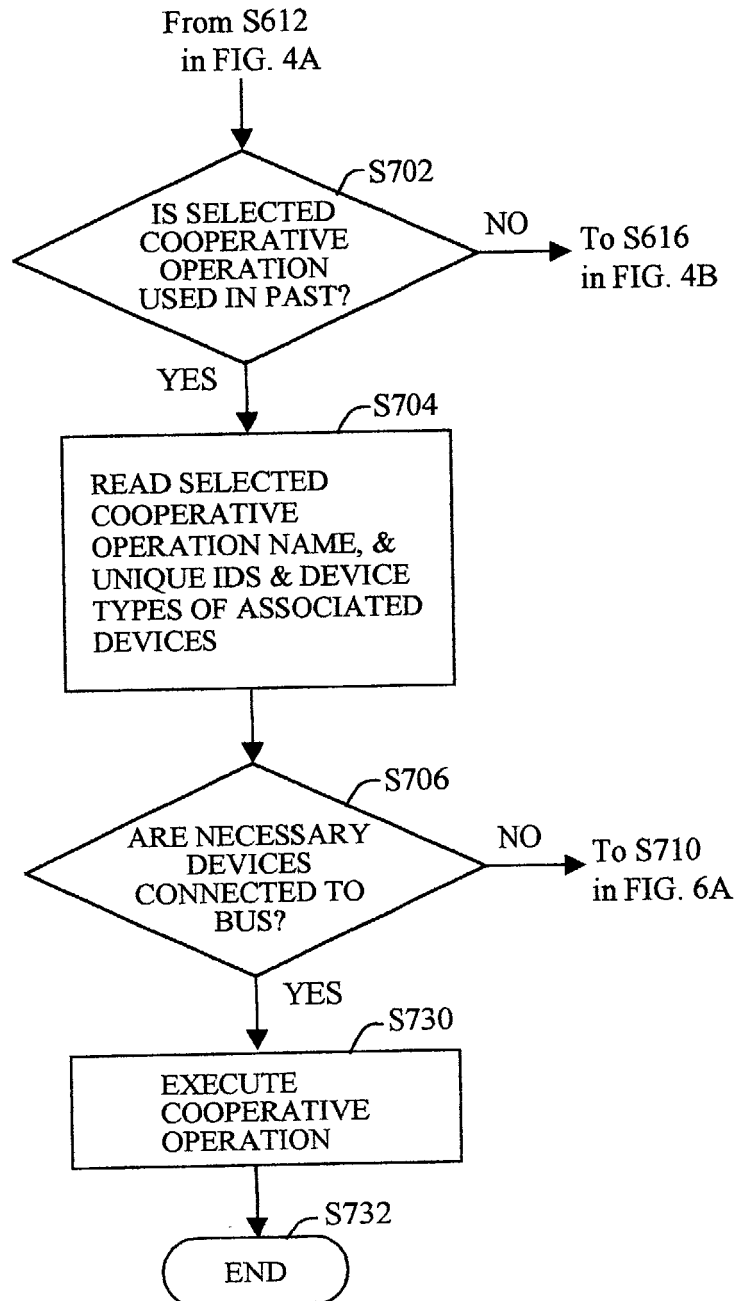 From S612
in FIG. 4A
S702
IS SELECTED
COOPERATIVE
OPERATION
USED IN PAST?
NO
To S616
in FIG. 4B
YES
S704
READ SELECTED
COOPERATIVE
OPERATION NAME, &
UNIQUE IDS & DEVICE
TYPES OF ASSOCIATED
DEVICES
S706
ARE NECESSARY
DEVICES
CONNECTED TO
BUS?
NO
To S710
in FIG. 6A
YES
S730
EXECUTE
COOPERATIVE
OPERATION
S732
END